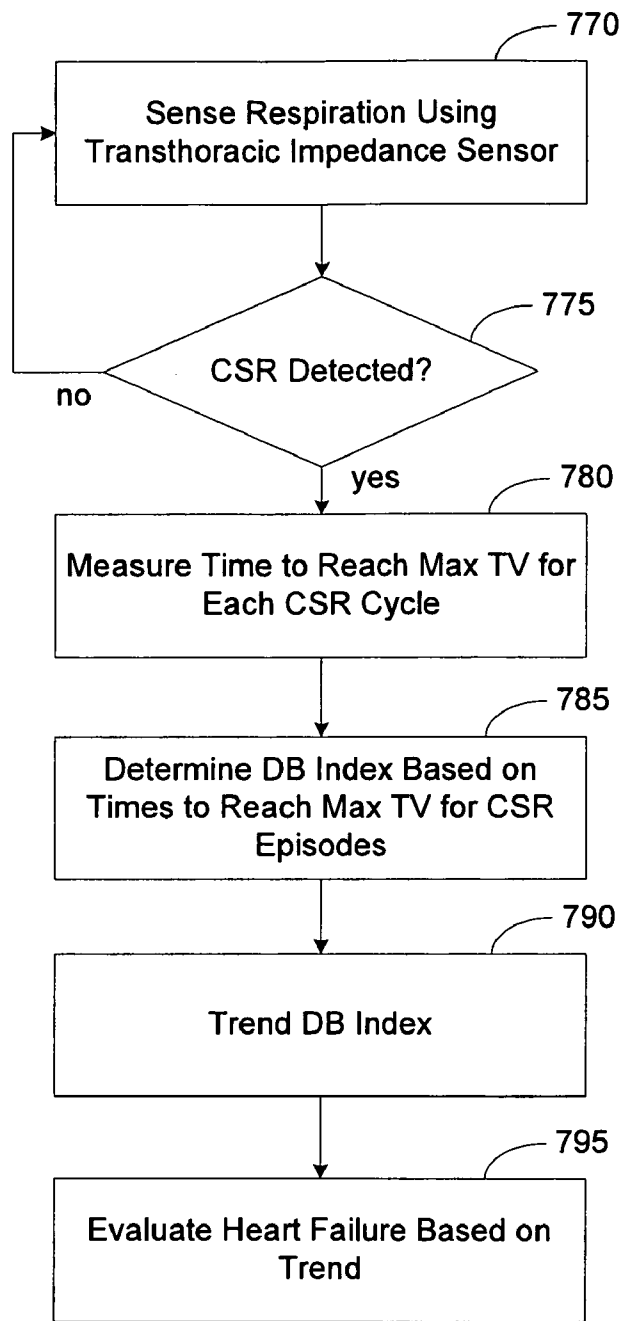 770
Sense Respiration Using
Transthoracic Impedance Sensor
775
CSR Detected?
no
yes
780
Measure Time to Reach Max TV for
Each CSR Cycle
785
Determine DB Index Based on
Times to Reach Max TV for CSR
Episodes
790
Trend DB Index
795
Evaluate Heart Failure Based on
Trend